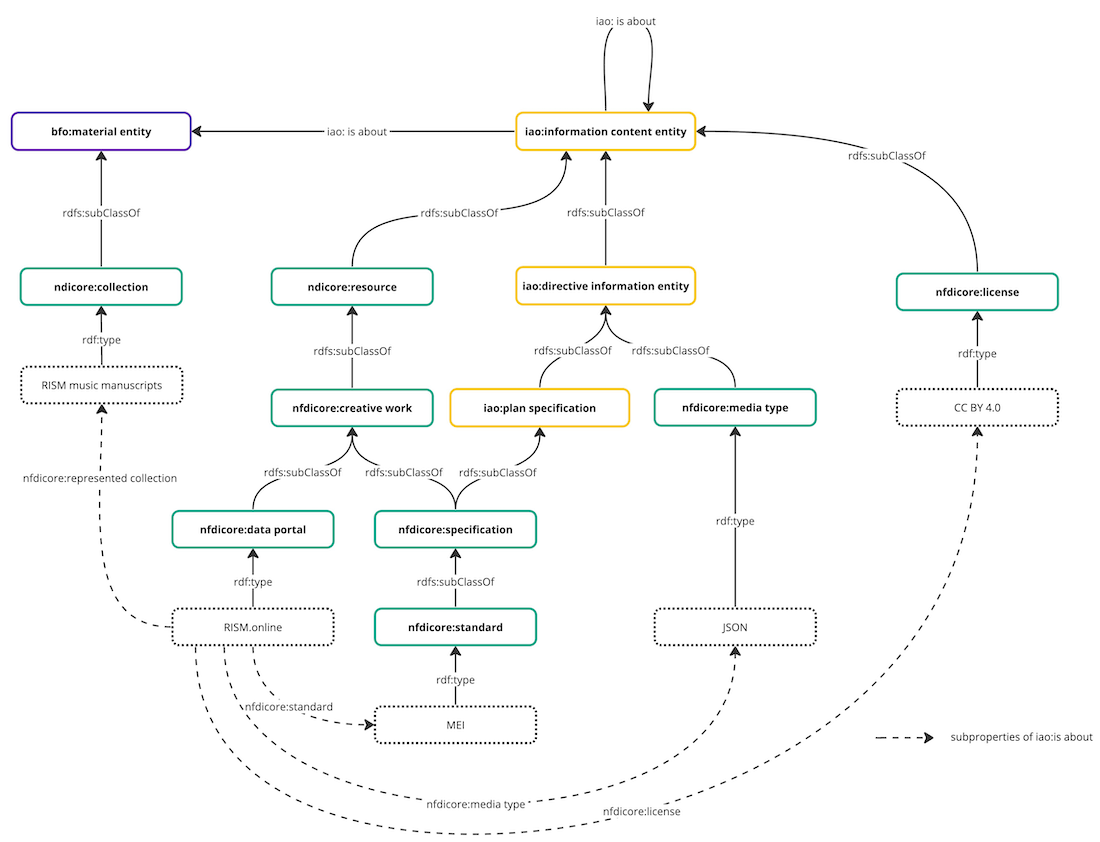 iao: is about
bfo:material entity
iao: is about
iao:information content entity
rdfs:subClassOf
rdfs:subClassOf
rdfs:subClassOf
rdfs:subClassOf
ndicore:collection
ndicore:resource
iao:directive information entity
nfdicore:license
rdf:type
rdfs:subClassOf
rdfs:subClassOf
rdfs:subClassOf
rdf:type
RISM music manuscripts
nfdicore:creative work
iao:plan specification
nfdicore:media type
CC BY 4.0
nfdicore:represented collection
rdfs:subClassOf
rdfs:subClassOf
rdfs:subClassOf
nfdicore:data portal
nfdicore:specification
rdf:type
rdf:type
rdfs:subClassOf
RISM.online
nfdicore:standard
JSON
rdf:type
nfdicore:standard
MEI
subproperties of iao:is about
nfdicore:media type
nfdicore:license